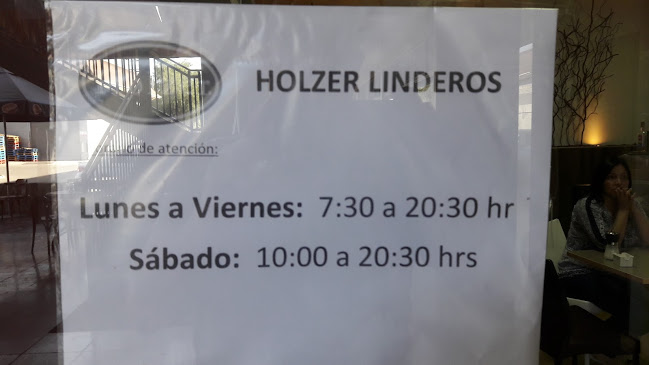 HOLZER LINDEROS
de atención:
Lunes a Viernes: 7:30 a 20:30 hr
Sábado: 10:00 a 20:30 hrs